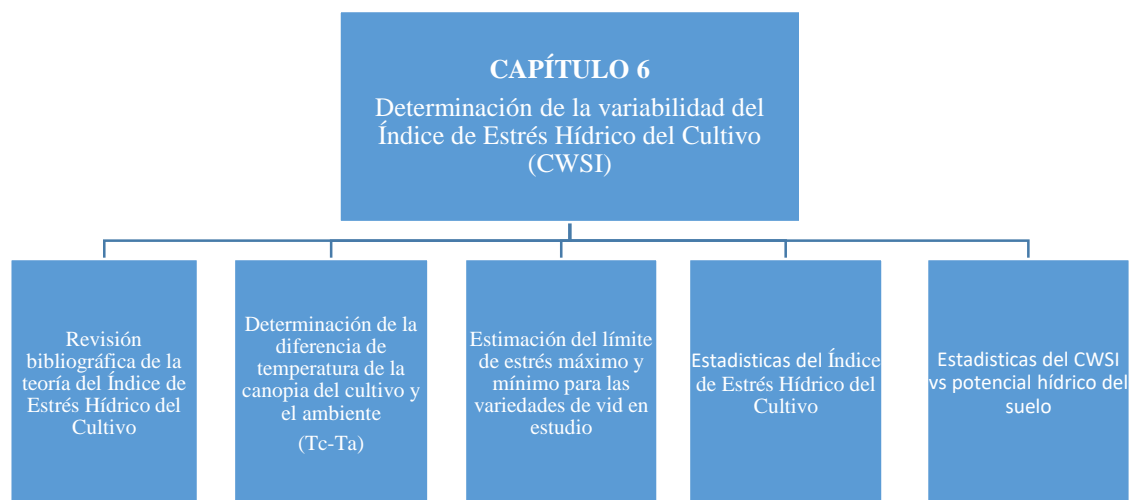 CAPÍTULO 6
Determinación de la variabilidad del
Índice de Estrés Hídrico del Cultivo
(CWSI)
Revisión
bibliográfica de la
teoría del Índice de
Estrés Hídrico del
Cultivo
Determinación de la
diferencia de
temperatura de la
canopia del cultivo y
el ambiente
(Tc-Ta)
Estimación del límite
de estrés máximo y
mínimo para las
variedades de vid en
estudio
Estadisticas del Índice
de Estrés Hídrico del
Cultivo
Estadisticas del CWSI
vs potencial hídrico del
suelo